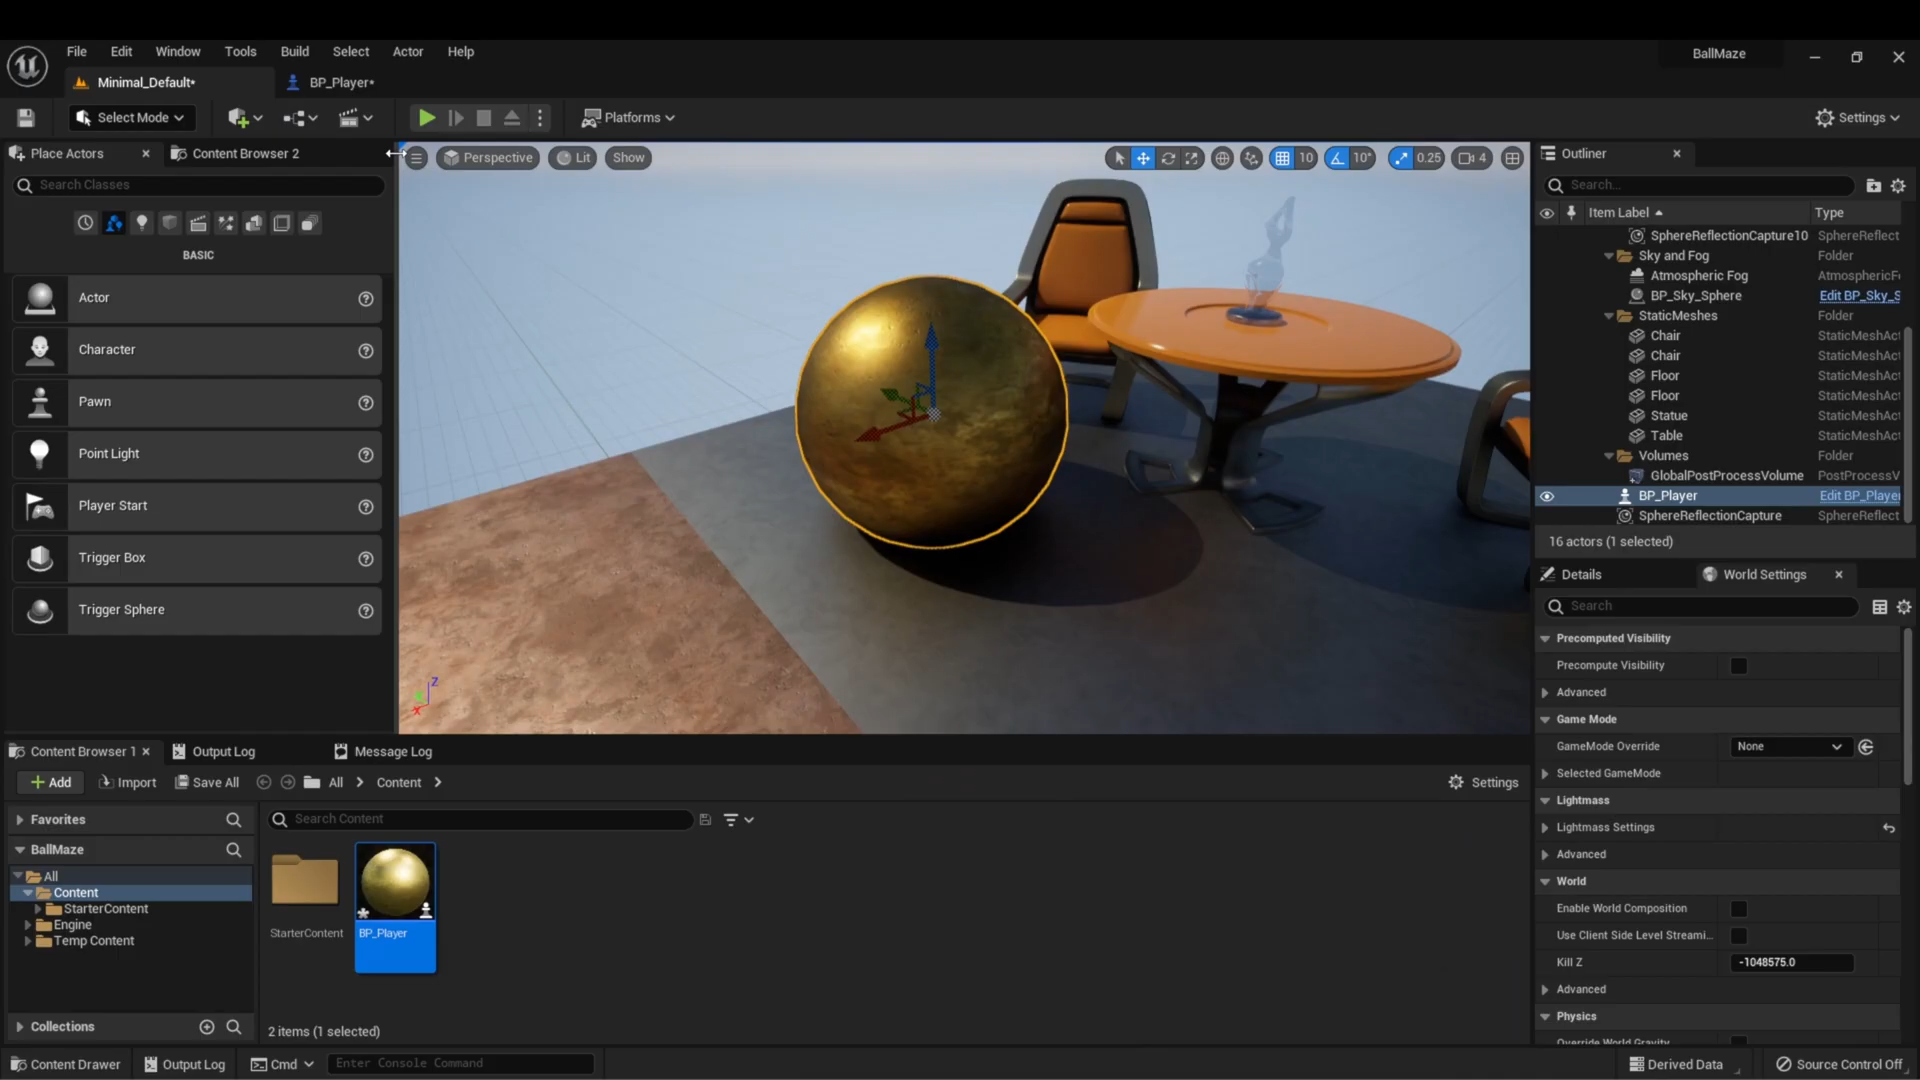 File Edit Window Tools Build Select Actor Help
BallMaze
Minimal_Default*
BP_Player*
Select Mode
Platforms
Settings
Place Actors
Content Browser 2
Search Classes
BASIC
Actor
Character
Pawn
Point Light
Player Start
Trigger Box
Trigger Sphere
Perspective
Lit
Show
10
10°
0.25
4
Z
X
Outliner
Search...
Item Label
Type
SphereReflectionCapture10 SphereReflect
Sky and Fog Folder
Atmospheric Fog AtmosphericF
BP_Sky_Sphere Edit BP_Sky_S
StaticMeshes Folder
Chair StaticMeshAct
Chair StaticMeshAct
Floor StaticMeshAct
Floor StaticMeshAct
Statue StaticMeshAct
Table StaticMeshAct
Volumes Folder
GlobalPostProcessVolume PostProcessV
BP_Player Edit BP_Player
SphereReflectionCapture SphereReflect
16 actors (1 selected)
Details
World Settings
Search
Precomputed Visibility
Precompute Visibility
Advanced
Game Mode
GameMode Override None
Selected GameMode
Lightmass
Lightmass Settings
Advanced
World
Enable World Composition
Use Client Side Level Streami...
Kill Z -1048575.0
Advanced
Physics
Override World Gravity
Content Browser 1
Output Log
Message Log
Add
Import
Save All
All
Content
Settings
Favorites
BallMaze
All
Content
StarterContent
Engine
Temp Content
Collections
Search Content
StarterContent
BP_Player
2 items (1 selected)
Content Drawer
Output Log
Cmd
Enter Console Command
Derived Data
Source Control Off